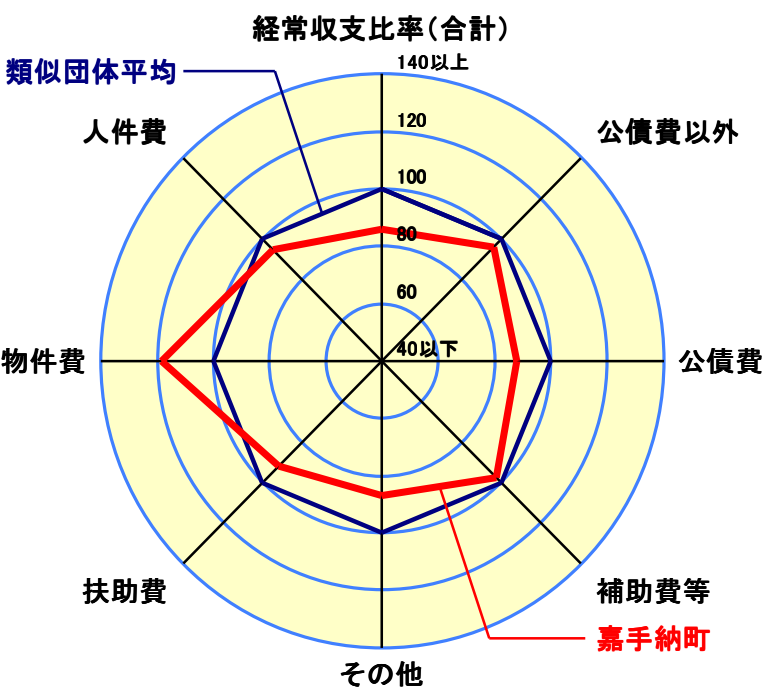 経常収支比率(合計)
類似団体平均
140以上
人件費
120
公債費以外
100
80
60
40以下
物件費
公債費
扶助費
補助費等
嘉手納町
その他